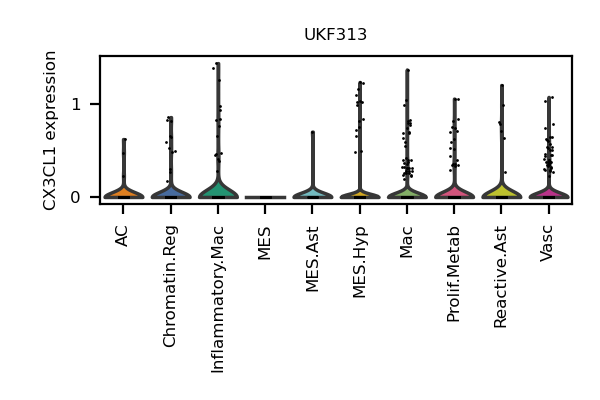 UKF313
CX3CL1 expression
1
0
AC
Chromatin.Reg
Inflammatory.Mac
MES
MES.Ast
MES.Hyp
Mac
Prolif.Metab
Reactive.Ast
Vasc